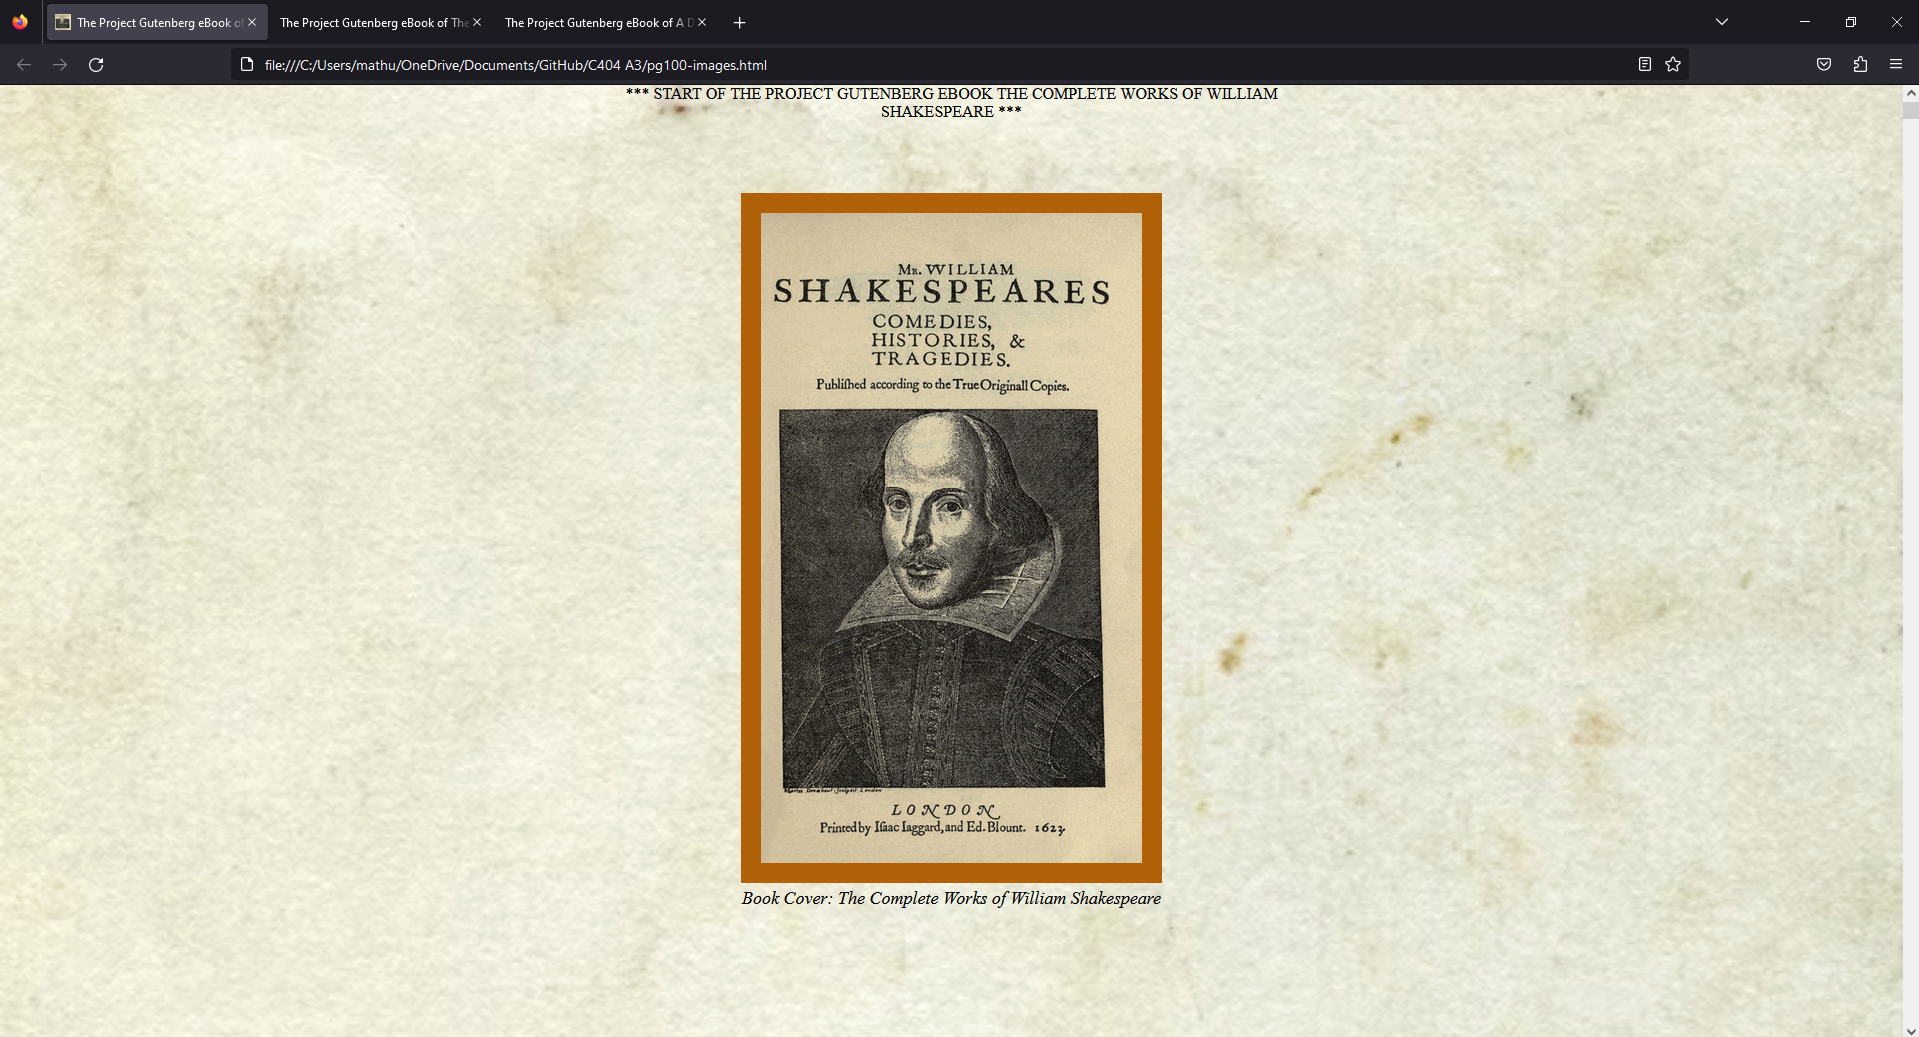 The Project Gutenberg eBook of
The Project Gutenberg eBook of The
The Project Gutenberg eBook of A D
file:///C:/Users/mathu/OneDrive/Documents/GitHub/C404 A3/pg100-images.html
*** START OF THE PROJECT GUTENBERG EBOOK THE COMPLETE WORKS OF WILLIAM
SHAKESPEARE ***
Mr. WILLIAM
SHAKESPEARES
COMEDIES,
HISTORIES, &
TRAGEDIES.
Publiſhed according to the True Originall Copies.
LONDON
Printed by Iſaac Iaggard, and Ed. Blount. 1623.
Book Cover: The Complete Works of William Shakespeare